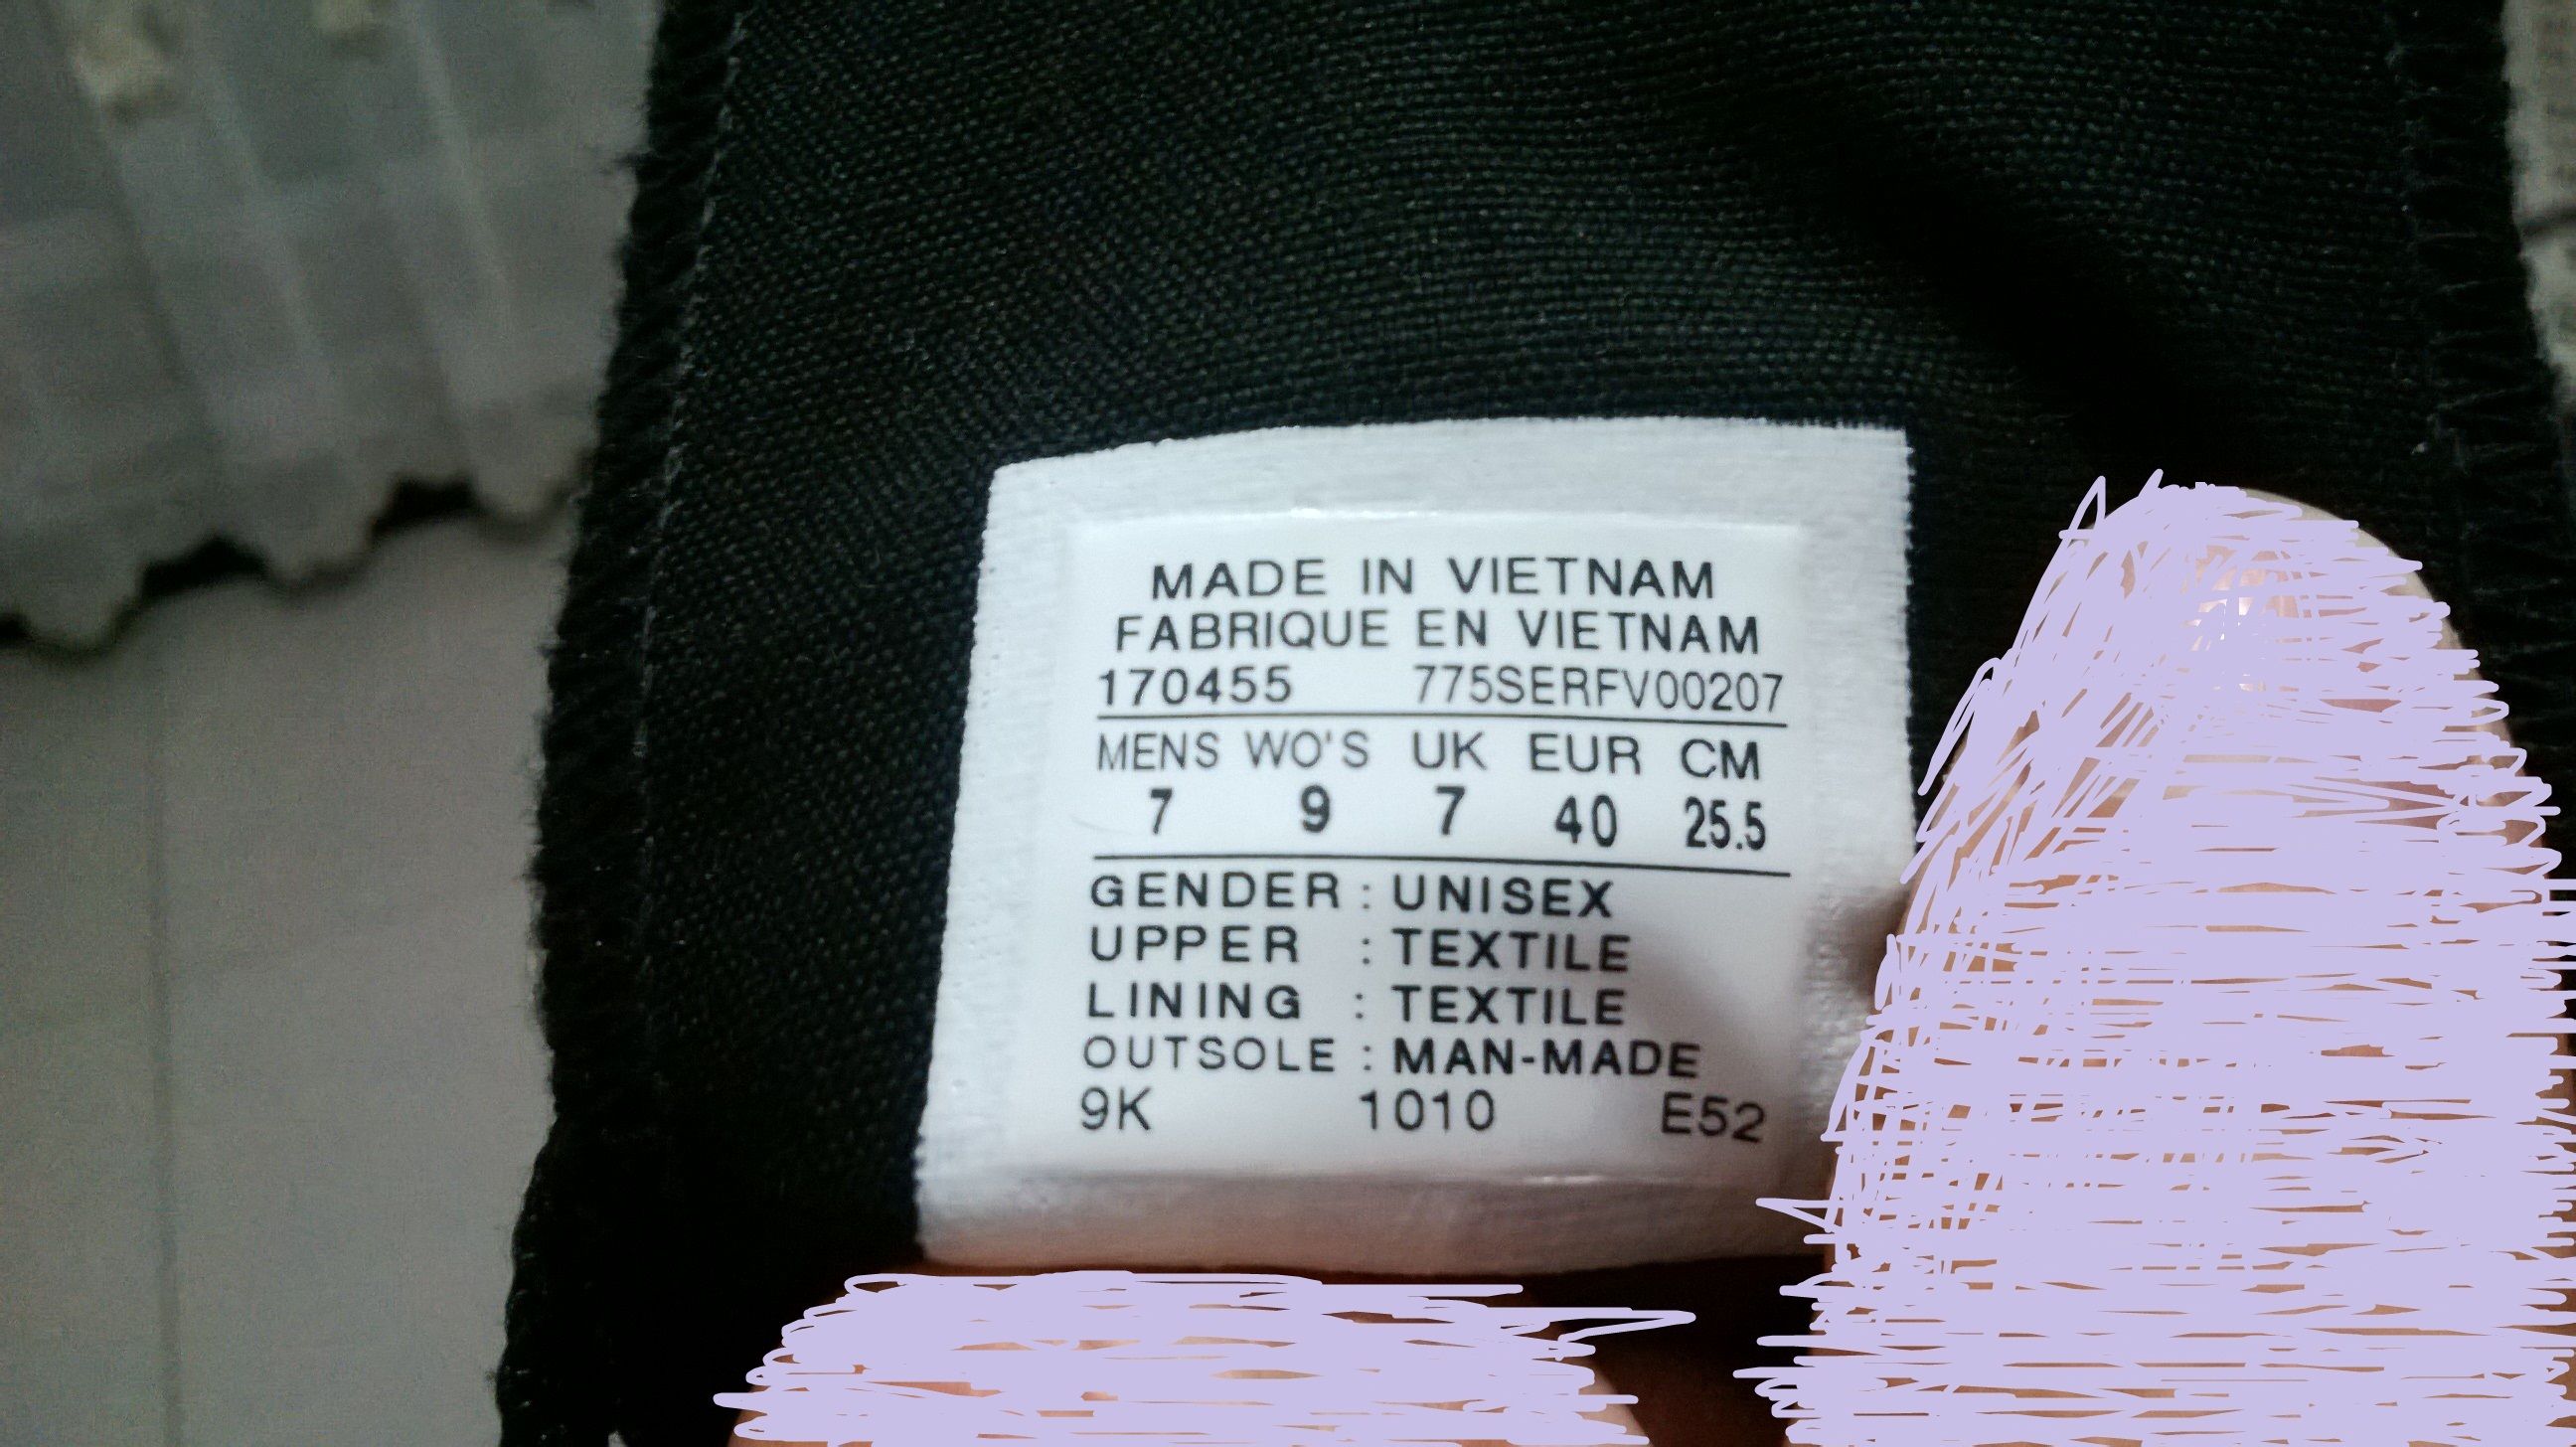 MADE IN VIETNAM
FABRIQUE EN VIETNAM
170455 775SERFV00207
MENS WO'S UK EUR CM
7 9 7 40 25.5
GENDER : UNISEX
UPPER : TEXTILE
LINING : TEXTILE
OUTSOLE : MAN-MADE
9K 1010 E52